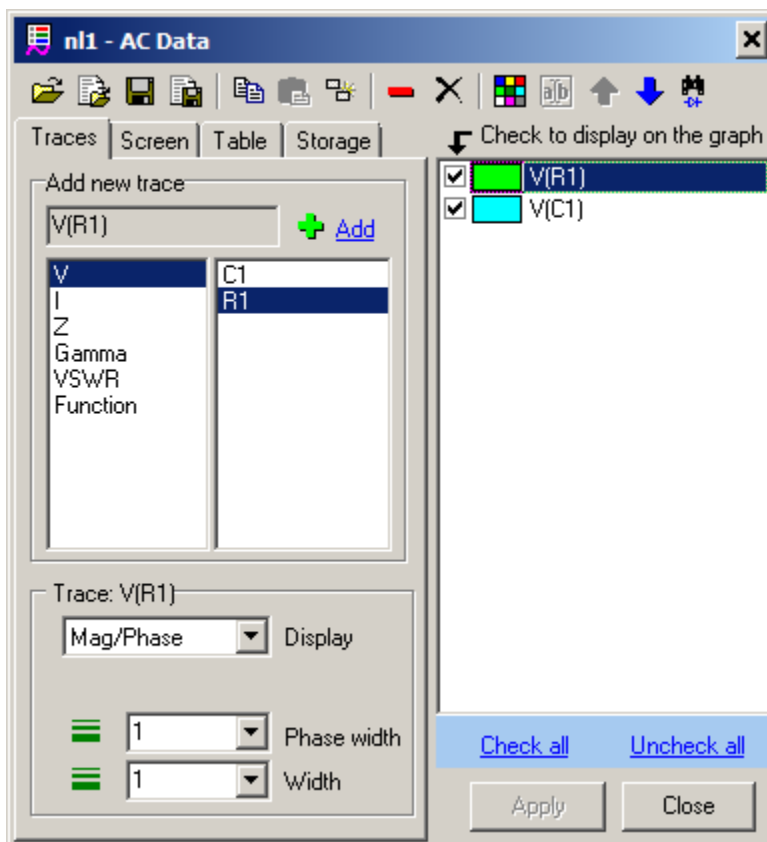 nl1 - AC Data
Traces Screen Table Storage
Check to display on the graph
Add new trace
V(R1)
Add
V
I
Z
Gamma
VSWR
Function
C1
R1
V(R1)
V(C1)
Trace: V(R1)
Mag/Phase Display
1 Phase width
1 Width
Check all Uncheck all
Apply Close